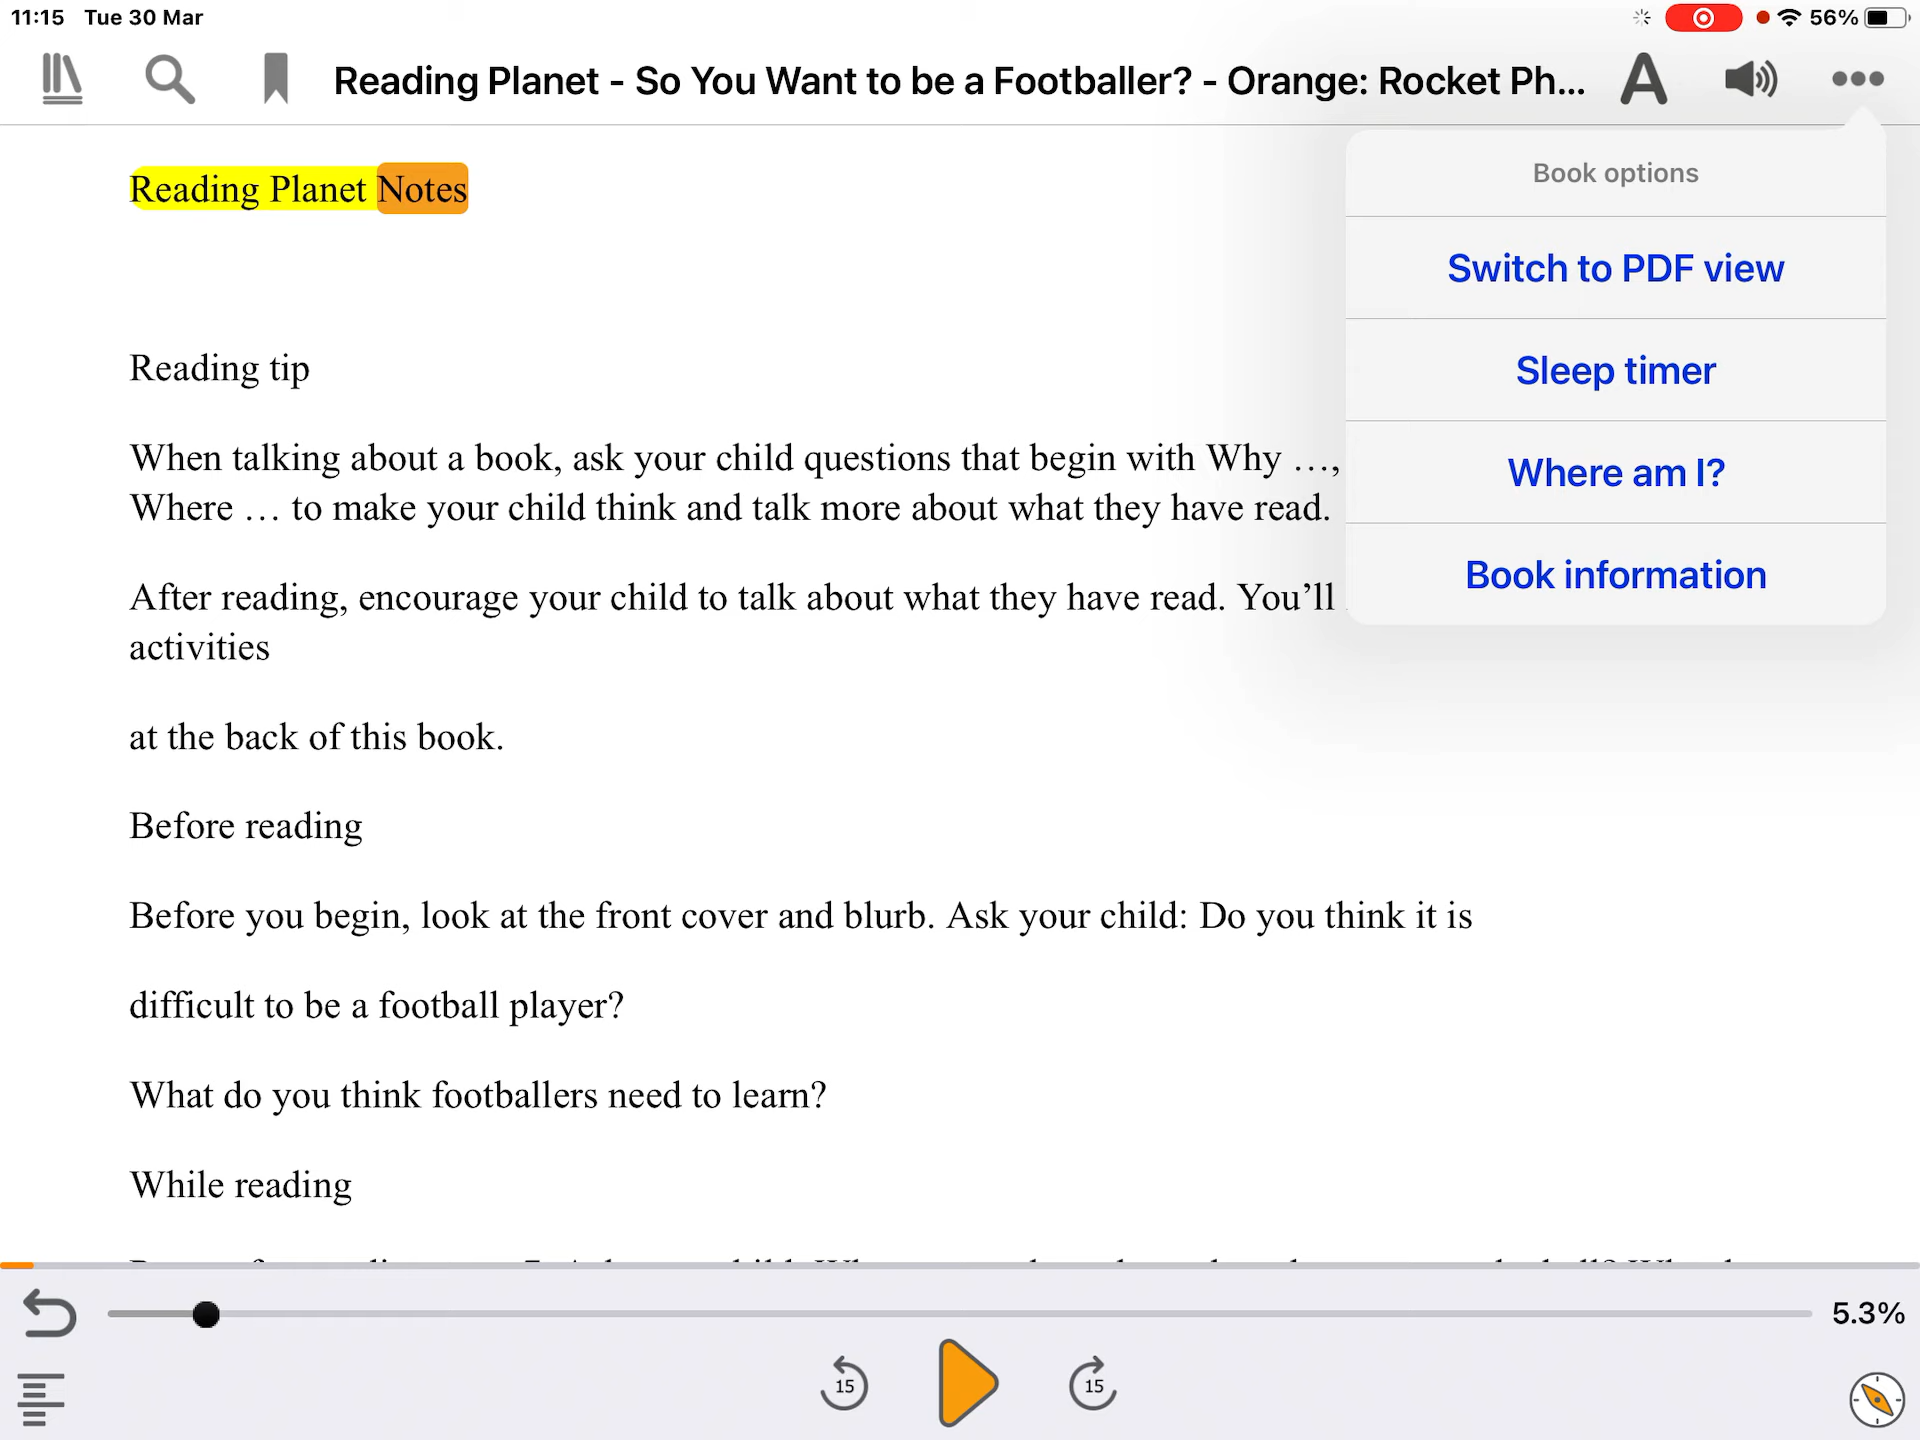 11:15 Tue 30 Mar
56%
Reading Planet - So You Want to be a Footballer? - Orange: Rocket Ph...
A
Book options
Switch to PDF view
Sleep timer
Where am I?
Book information
Reading Planet Notes
Reading tip
When talking about a book, ask your child questions that begin with Why …,
Where … to make your child think and talk more about what they have read.
After reading, encourage your child to talk about what they have read. You’ll
activities
at the back of this book.
Before reading
Before you begin, look at the front cover and blurb. Ask your child: Do you think it is
difficult to be a football player?
What do you think footballers need to learn?
While reading
5.3%
15
15